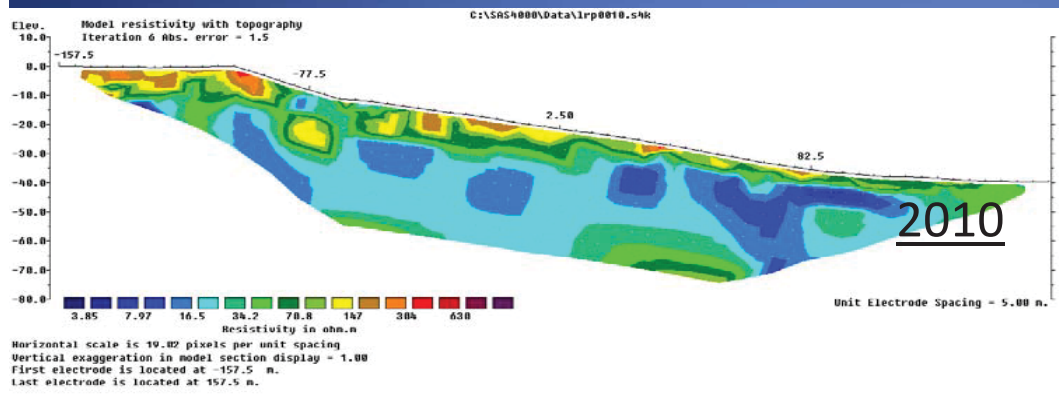 C:\SAS4000\Data\lrp0010.s4k
Elev.
Model resistivity with topography
Iteration 6 Abs. error = 1.5
10.0
-157.5
0.0
-77.5
-10.0
-20.0
2.50
-30.0
82.5
-40.0
-50.0
2010
-60.0
-70.0
-80.0
Unit Electrode Spacing = 5.00 m.
3.85 7.97 16.5 34.2 70.8 147 304 630
Resistivity in ohm.m
Horizontal scale is 19.02 pixels per unit spacing
Vertical exaggeration in model section display = 1.00
First electrode is located at -157.5 m.
Last electrode is located at 157.5 m.